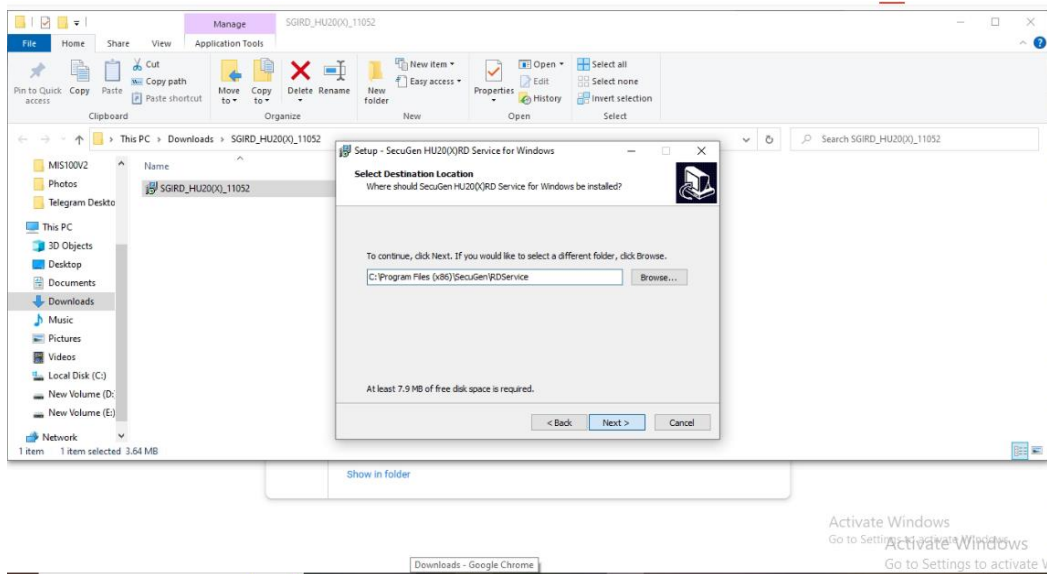 Manage
SGIRD_HU20(X)_11052
File Home Share View Application Tools
Pin to Quick access
Copy
Paste
Cut
Copy path
Paste shortcut
Clipboard
Move to
Copy to
Delete
Rename
Organize
New folder
New item
Easy access
New
Properties
Open
Edit
History
Open
Select all
Select none
Invert selection
Select
This PC > Downloads > SGIRD_HU20(X)_11052
Search SGIRD_HU20(X)_11052
MIS100V2
Photos
Telegram Deskto
This PC
3D Objects
Desktop
Documents
Downloads
Music
Pictures
Videos
Local Disk (C:)
New Volume (D:
New Volume (E:)
Network
Name
SGIRD_HU20(X)_11052
Setup - SecuGen HU20(X)RD Service for Windows
Select Destination Location
Where should SecuGen HU20(X)RD Service for Windows be installed?
To continue, click Next. If you would like to select a different folder, click Browse.
C:\Program Files (x86)\SecuGen\RDService
Browse...
At least 7.9 MB of free disk space is required.
< Back Next > Cancel
1 item 1 item selected 3.64 MB
Show in folder
Activate Windows
Go to Settings to activate Windows
Activate Windows
Go to Settings to activate
Downloads - Google Chrome